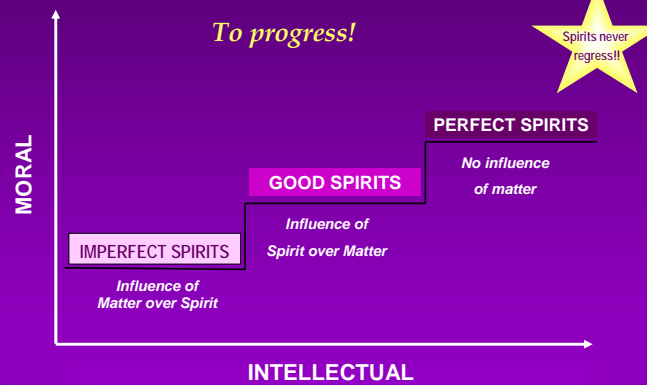 To progress!
Spirits never
regress!!
MORAL
PERFECT SPIRITS
No influence
of matter
GOOD SPIRITS
Influence of
Spirit over Matter
IMPERFECT SPIRITS
Influence of
Matter over Spirit
INTELLECTUAL